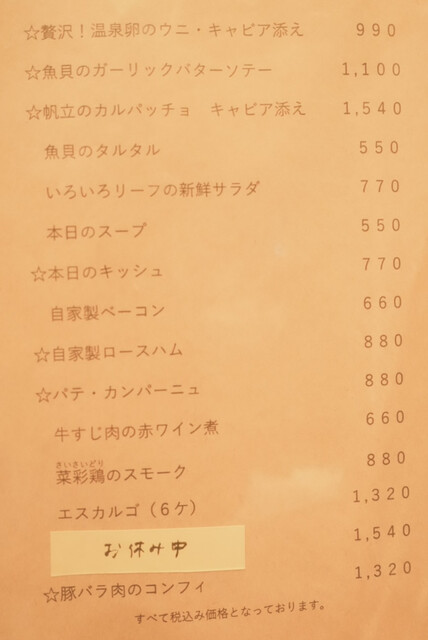 ☆贅沢！温泉卵のウニ・キャビア添え 990
☆魚貝のガーリックバターソテー 1,100
☆帆立のカルパッチョ キャビア添え 1,540
魚貝のタルタル 550
いろいろリーフの新鮮サラダ 770
本日のスープ 550
☆本日のキッシュ 770
自家製ベーコン 660
☆自家製ロースハム 880
☆パテ・カンパーニュ 880
牛すじ肉の赤ワイン煮 660
さいさいどり
菜彩鶏のスモーク 880
エスカルゴ（6ケ） 1,320
お休み中 1,540
☆豚バラ肉のコンフィ 1,320
すべて税込み価格となっております。